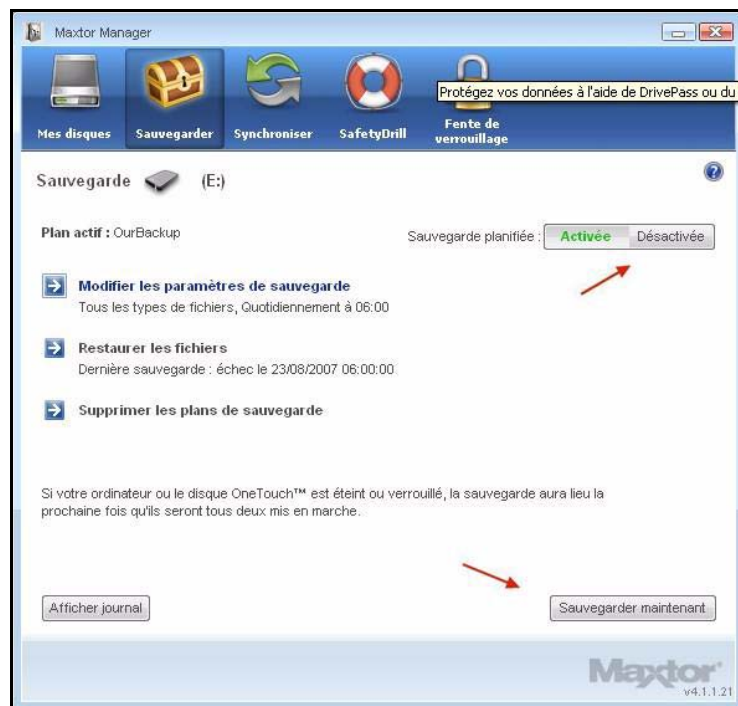 Maxtor Manager
Protégez vos données à l'aide de DrivePass ou du
Mes disques
Sauvegarder
Synchroniser
SafetyDrill
Fente de
verrouillage
Sauvegarde (E:)
Plan actif : OurBackup
Sauvegarde planifiée : Activée Désactivée
Modifier les paramètres de sauvegarde
Tous les types de fichiers, Quotidiennement à 06:00
Restaurer les fichiers
Dernière sauvegarde : échec le 23/08/2007 06:00:00
Supprimer les plans de sauvegarde
Si votre ordinateur ou le disque OneTouch™ est éteint ou verrouillé, la sauvegarde aura lieu la
prochaine fois qu'ils seront tous deux mis en marche.
Afficher journal
Sauvegarder maintenant
Maxtor
v4.1.1.21